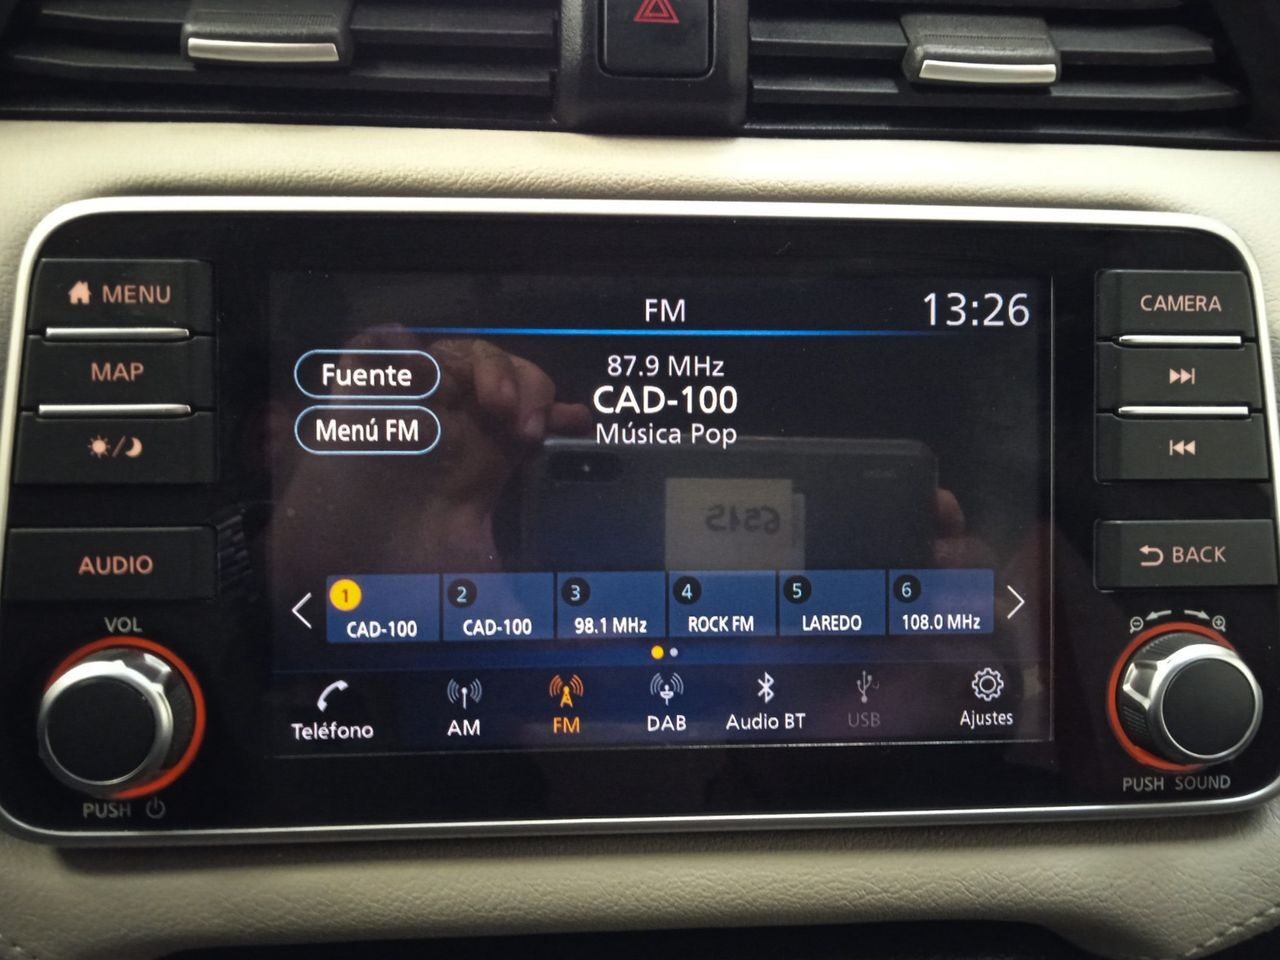 MENU
MAP
AUDIO
VOL
PUSH
FM
13:26
Fuente
Menú FM
87.9 MHz
CAD-100
Música Pop
6515
1
CAD-100
2
CAD-100
3
98.1 MHz
4
ROCK FM
5
LAREDO
6
108.0 MHz
Teléfono
AM
FM
DAB
Audio BT
USB
Ajustes
CAMERA
BACK
PUSH SOUND